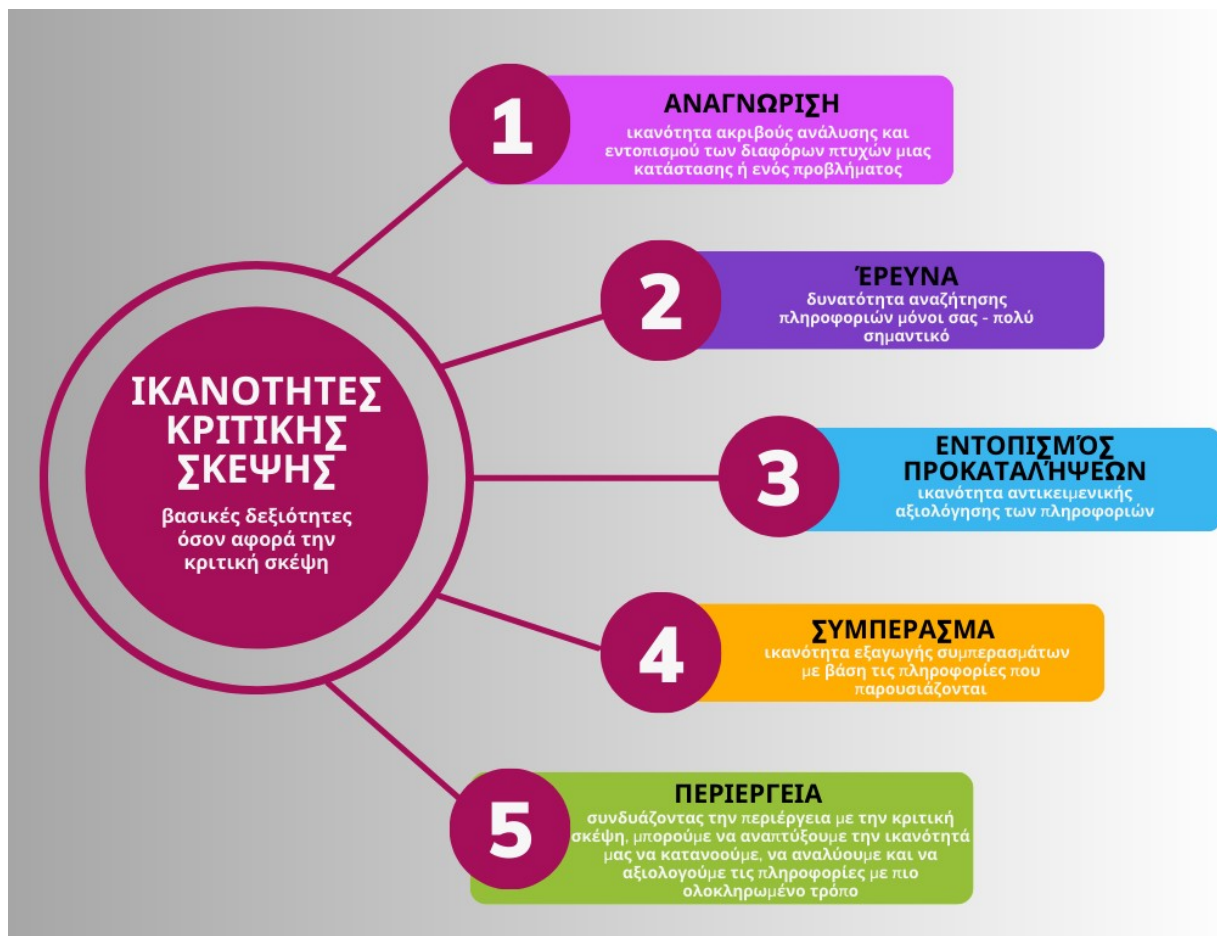 ΙΚΑΝΟΤΗΤΕΣ
ΚΡΙΤΙΚΗΣ
ΣΚΕΨΗΣ
βασικές δεξιότητες
όσον αφορά την
κριτική σκέψη
1
ΑΝΑΓΝΩΡΙΣΗ
ικανότητα ακριβούς ανάλυσης και
εντοπισμού των διαφόρων πτυχών μιας
κατάστασης ή ενός προβλήματος
2
ΈΡΕΥΝΑ
δυνατότητα αναζήτησης
πληροφοριών μόνοι σας - πολύ
σημαντικό
3
ΕΝΤΟΠΙΣΜΌΣ
ΠΡΟΚΑΤΑΛΉΨΕΩΝ
ικανότητα αντικειμενικής
αξιολόγησης των πληροφοριών
4
ΣΥΜΠΕΡΑΣΜΑ
ικανότητα εξαγωγής συμπερασμάτων
με βάση τις πληροφορίες που
παρουσιάζονται
5
ΠΕΡΙΕΡΓΕΙΑ
συνδυάζοντας την περιέργεια με την κριτική
σκέψη, μπορούμε να αναπτύξουμε την ικανότητά
μας να κατανοούμε, να αναλύουμε και να
αξιολογούμε τις πληροφορίες με πιο
ολοκληρωμένο τρόπο